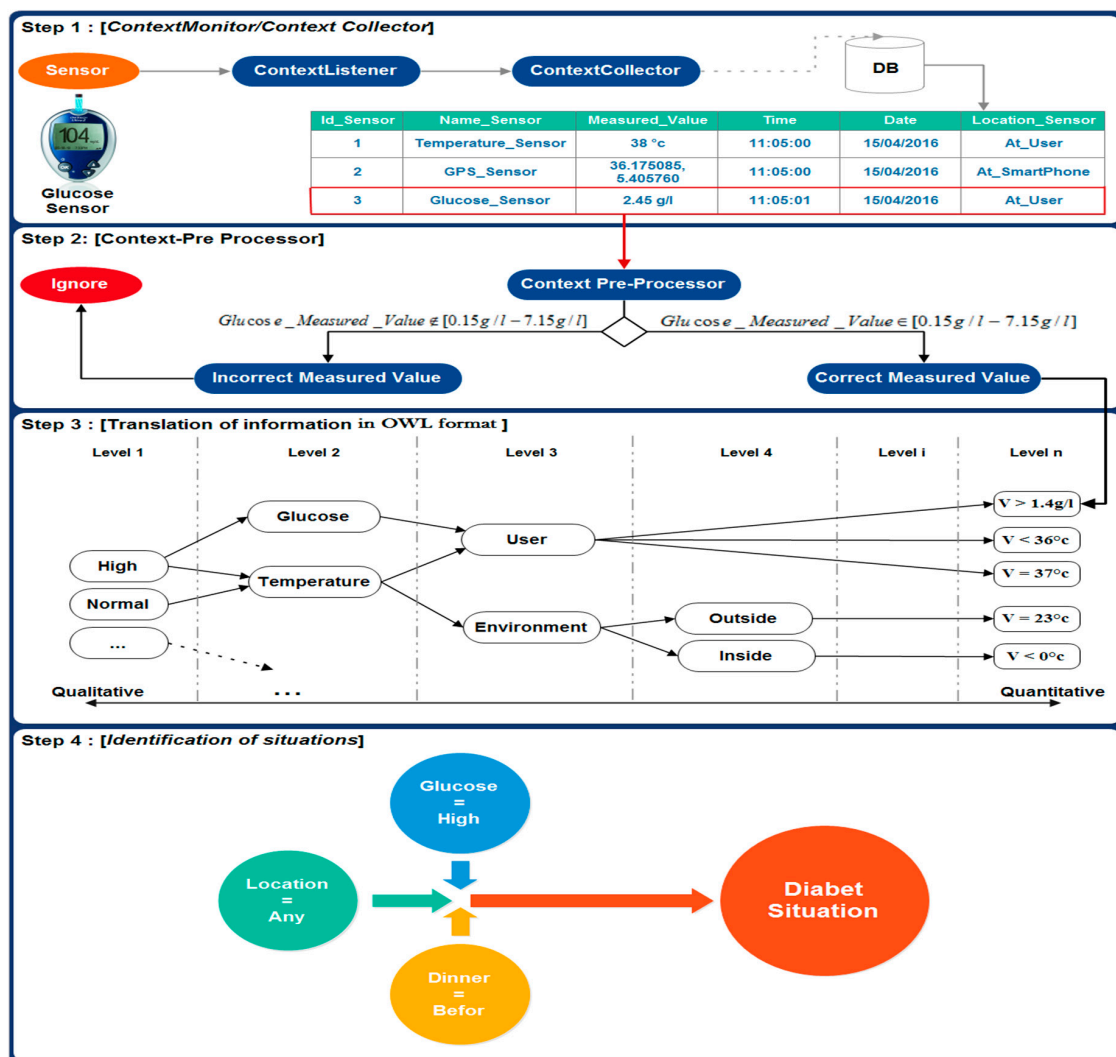 Step 1 : [ContextMonitor/Context Collector]
Sensor
ContextListener
ContextCollector
DB
104
Glucose
Sensor
Id_Sensor Name_Sensor Measured_Value Time Date Location_Sensor
1 Temperature_Sensor 38 °c 11:05:00 15/04/2016 At_User
2 GPS_Sensor 36.175085, 5.405760 11:05:00 15/04/2016 At_SmartPhone
3 Glucose_Sensor 2.45 g/l 11:05:01 15/04/2016 At_User
Step 2: [Context-Pre Processor]
Ignore
Context Pre-Processor
Glucose _ Measured _Value ∉ [0.15g / l − 7.15g / l]
Glucose _ Measured _Value ∈ [0.15g / l − 7.15g / l]
Incorrect Measured Value
Correct Measured Value
Step 3 : [Translation of information in OWL format ]
Level 1 Level 2 Level 3 Level 4 Level i Level n
Glucose
V > 1.4g/l
User
V < 36°c
High
Temperature
V = 37°c
Normal
Environment
Outside
V = 23°c
...
Inside
V < 0°c
Qualitative
...
Quantitative
Step 4 : [Identification of situations]
Glucose
=
High
Location
=
Any
Diabet
Situation
Dinner
=
Befor